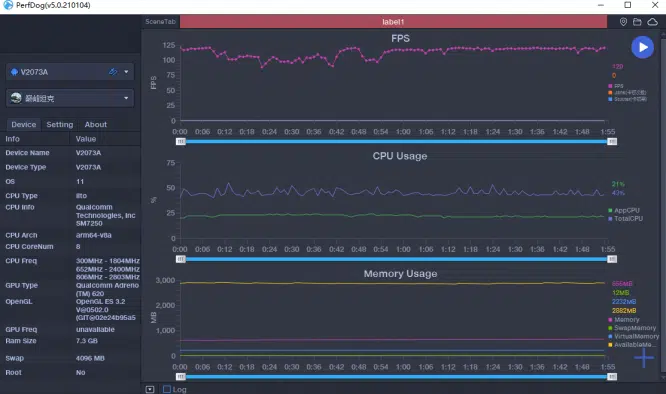 PerfDog(v5.0.210104)
SceneTab
label1
V2073A
巅峰坦克
Device Setting About
Info Value
Device Name V2073A
Device Type V2073A
OS 11
CPU Type lito
CPU Info Qualcomm
Technologies, Inc
SM7250
CPU Arch arm64-v8a
CPU CoreNum 8
CPU Freq 300MHz - 1804MHz
652MHz - 2400MHz
806MHz - 2803MHz
GPU Type Qualcomm Adreno
(TM) 620
OpenGL OpenGL ES 3.2
V@0502.0
(GIT@02e24b95a5
GPU Freq unavailable
Ram Size 7.3 GB
Swap 4096 MB
Root No
FPS
125
100
75
50
25
0
FPS
0:00 0:06 0:12 0:18 0:24 0:30 0:36 0:42 0:48 0:54 1:00 1:06 1:12 1:18 1:24 1:30 1:36 1:42 1:48 1:55
120
0
FPS
CPU Usage
75
50
25
0
%
0:00 0:06 0:12 0:18 0:24 0:30 0:36 0:42 0:48 0:54 1:00 1:06 1:12 1:18 1:24 1:30 1:36 1:42 1:48 1:55
21%
43%
AppCPU
TotalCPU
Memory Usage
3,000
2,000
1,000
0
MB
0:00 0:06 0:12 0:18 0:24 0:30 0:36 0:42 0:48 0:54 1:00 1:06 1:12 1:18 1:24 1:30 1:36 1:42 1:48 1:55
12MB
2882MB
Memory
SwapMemory
VirtualMemory
AvailableMe...
Log